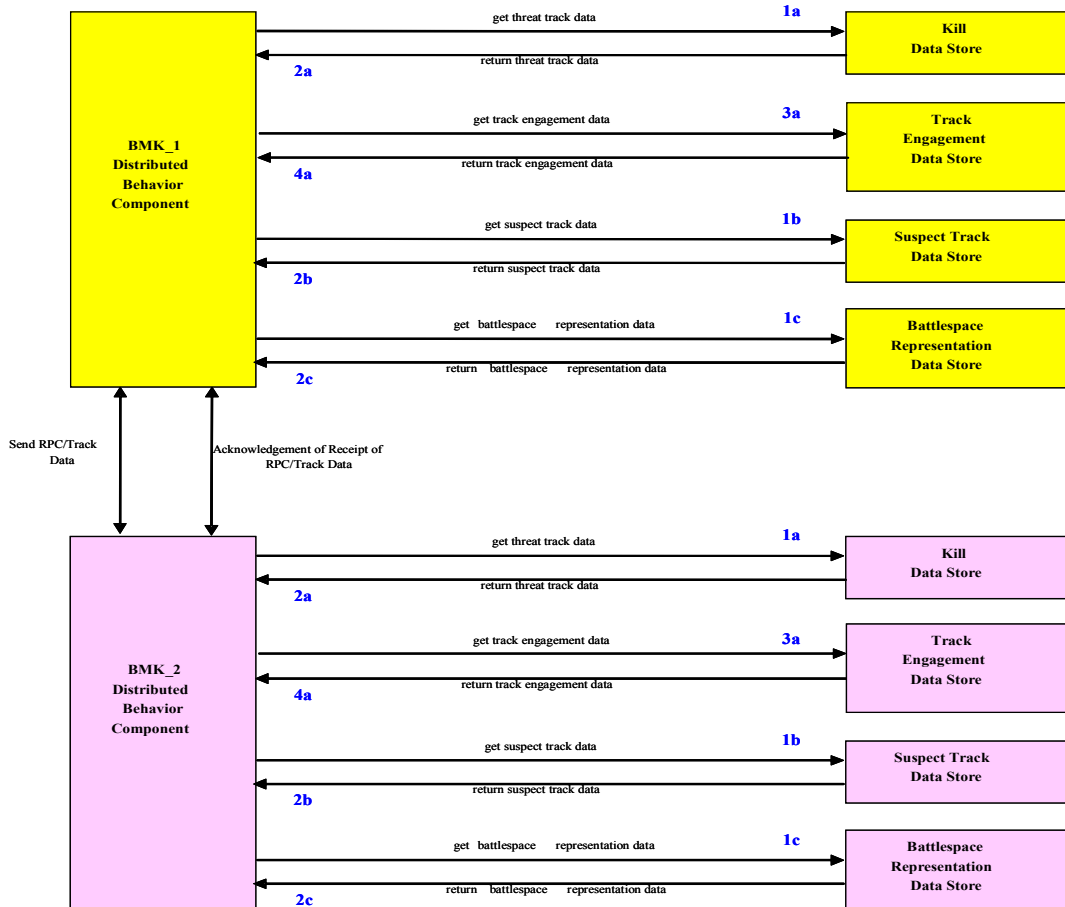 1a
get threat track data
Kill
Data Store
return threat track data
2a
3a
get track engagement data
Track
Engagement
Data Store
return track engagement data
4a
BMK_1
Distributed
Behavior
Component
1b
get suspect track data
Suspect Track
Data Store
return suspect track data
2b
1c
get battlespace representation data
Battlespace
Representation
Data Store
return battlespace representation data
2c
Send RPC/Track
Data
Acknowledgement of Receipt of
RPC/Track Data
1a
get threat track data
Kill
Data Store
return threat track data
2a
3a
get track engagement data
Track
Engagement
Data Store
return track engagement data
4a
BMK_2
Distributed
Behavior
Component
1b
get suspect track data
Suspect Track
Data Store
return suspect track data
2b
1c
get battlespace representation data
Battlespace
Representation
Data Store
return battlespace representation data
2c